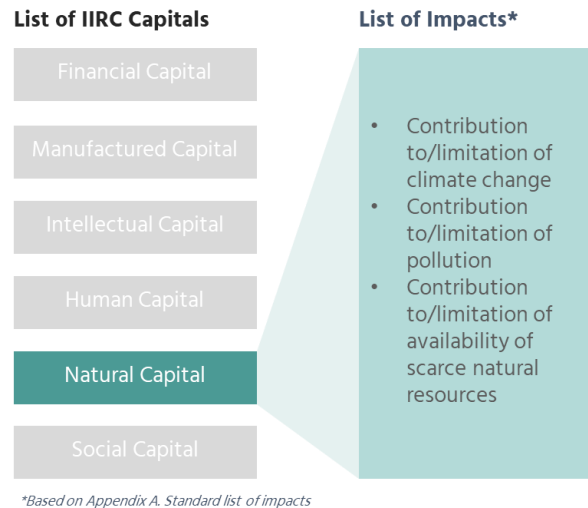 List of IIRC Capitals
Financial Capital
Manufactured Capital
Intellectual Capital
Human Capital
Natural Capital
Social Capital
List of Impacts*
• Contribution
to/limitation of
climate change
• Contribution
to/limitation of
pollution
• Contribution
to/limitation of
availability of
scarce natural
resources
*Based on Appendix A. Standard list of impacts